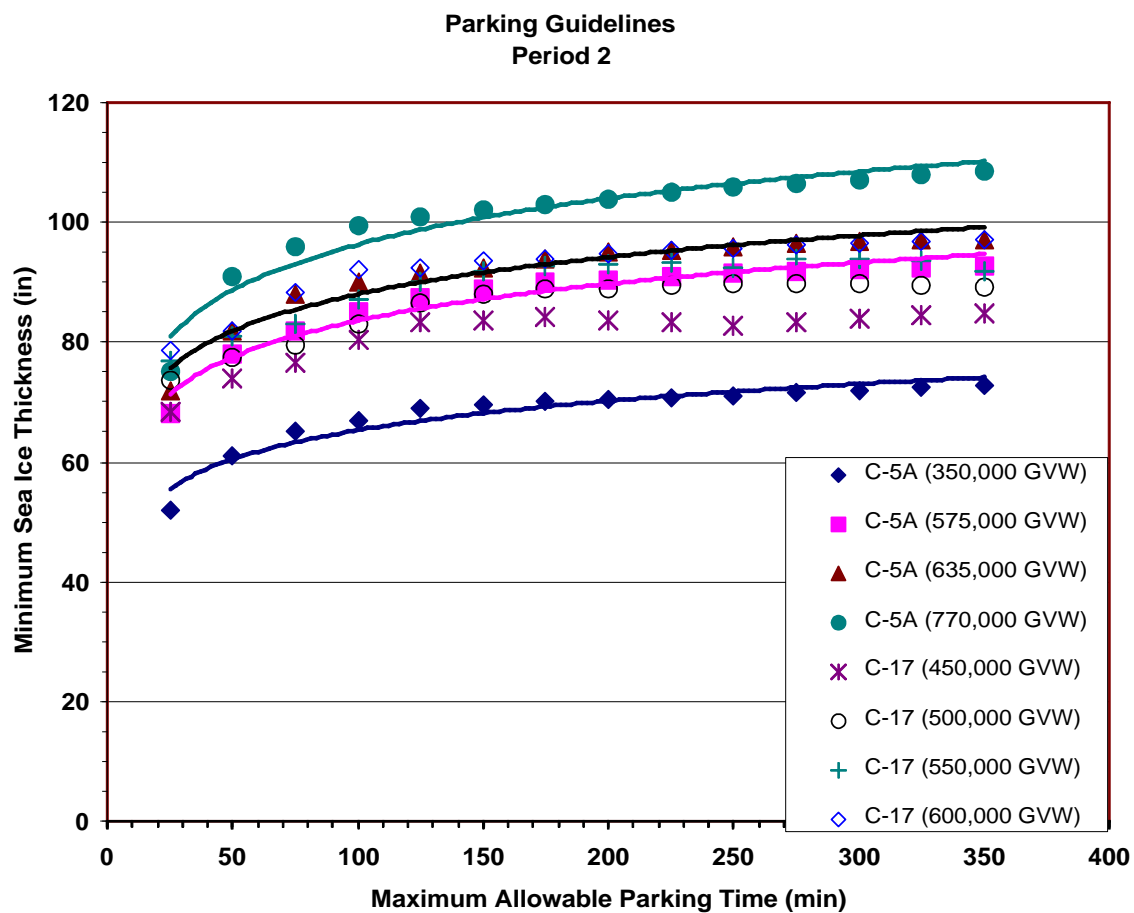 Parking Guidelines
Period 2
Minimum Sea Ice Thickness (in)
120
100
80
60
40
20
0
C-5A (350,000 GVW)
C-5A (575,000 GVW)
C-5A (635,000 GVW)
C-5A (770,000 GVW)
C-17 (450,000 GVW)
C-17 (500,000 GVW)
C-17 (550,000 GVW)
C-17 (600,000 GVW)
0 50 100 150 200 250 300 350 400
Maximum Allowable Parking Time (min)